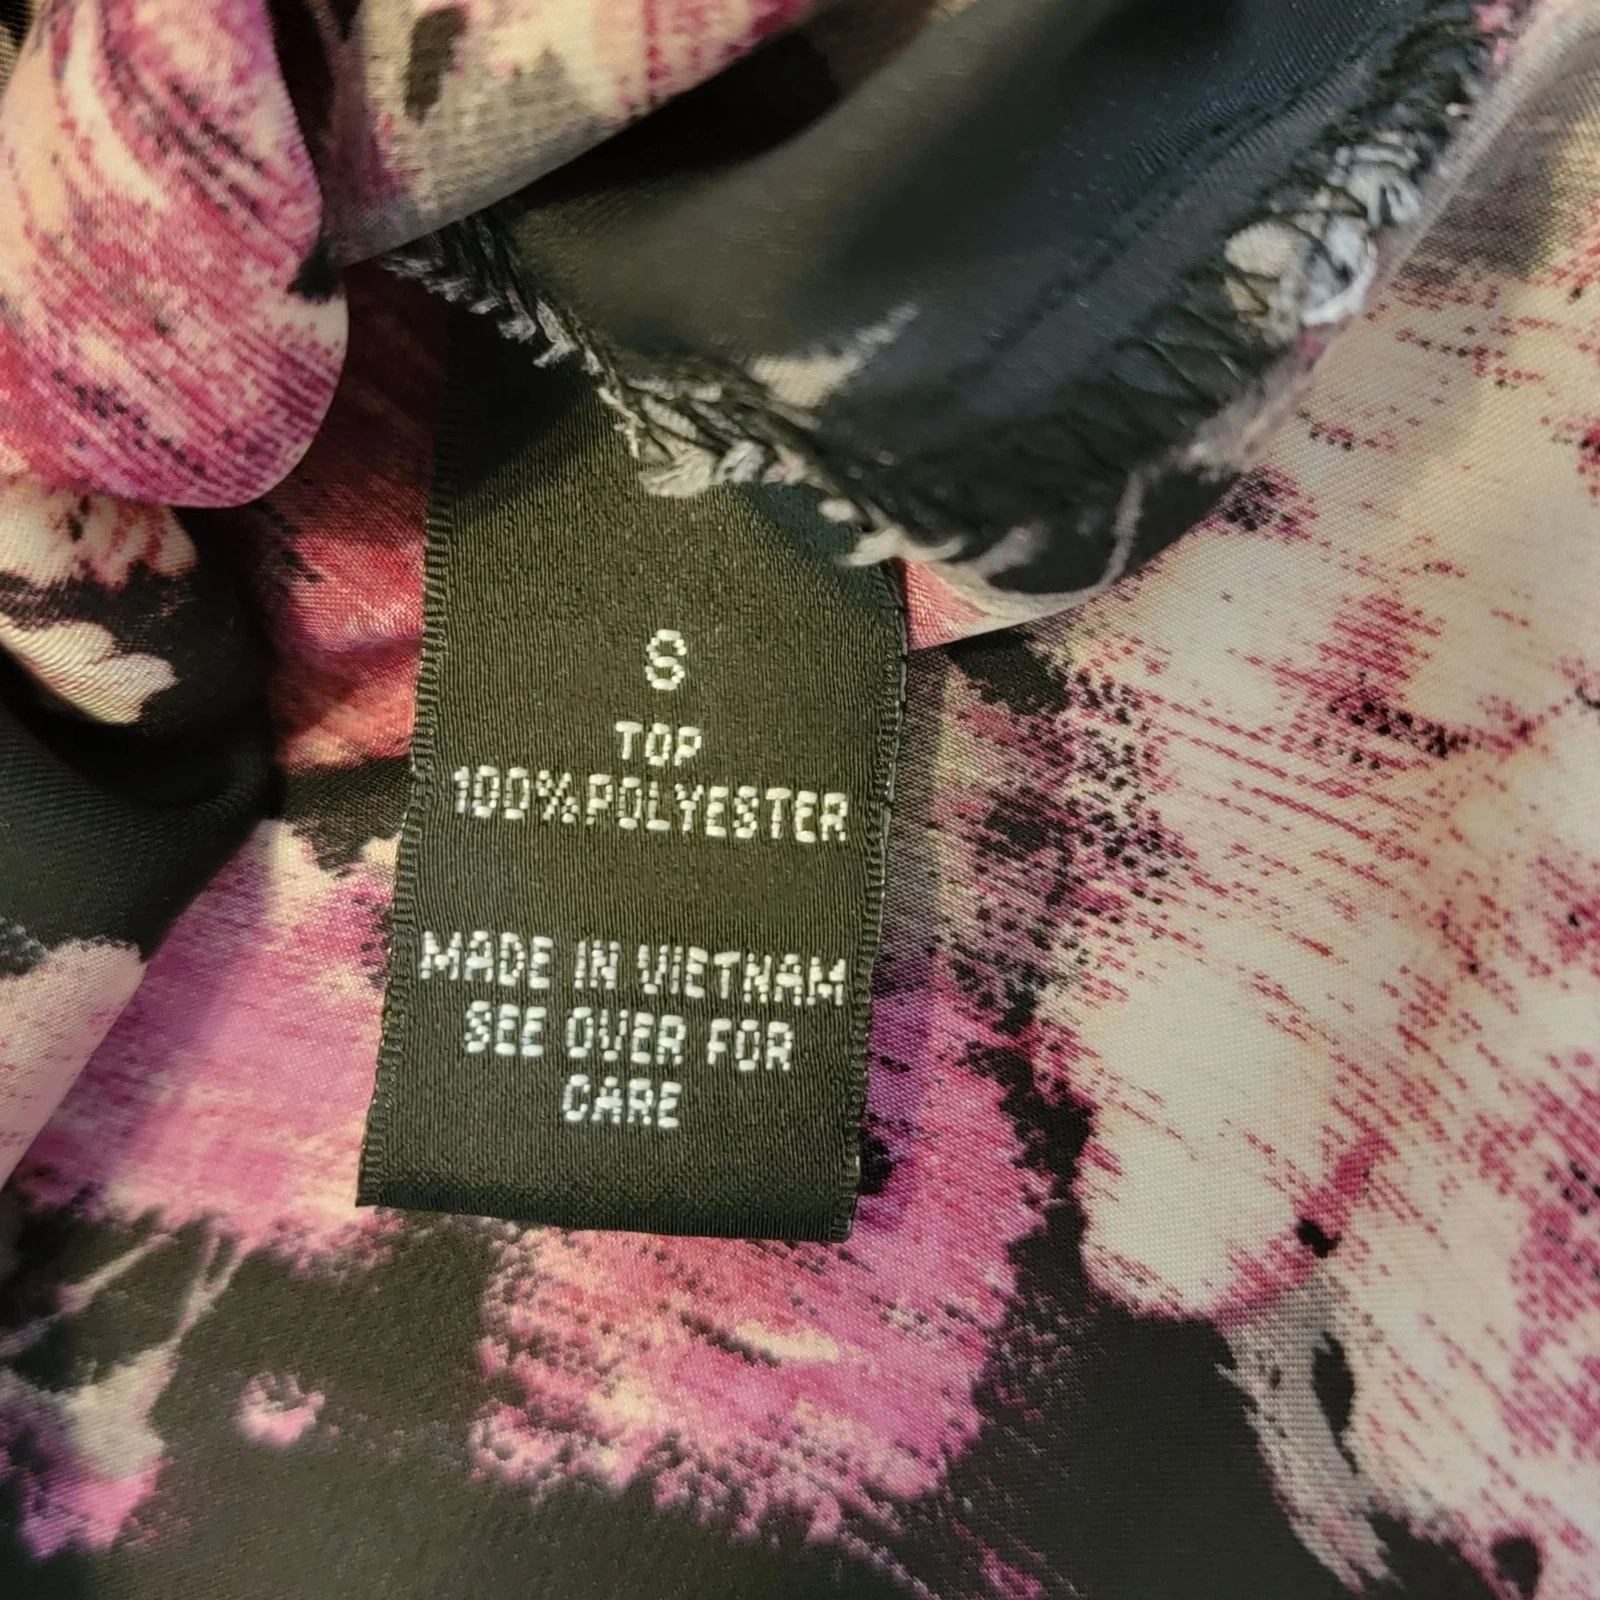 S
TOP
100%POLYESTER
MADE IN VIETNAM
SEE OVER FOR
CARE